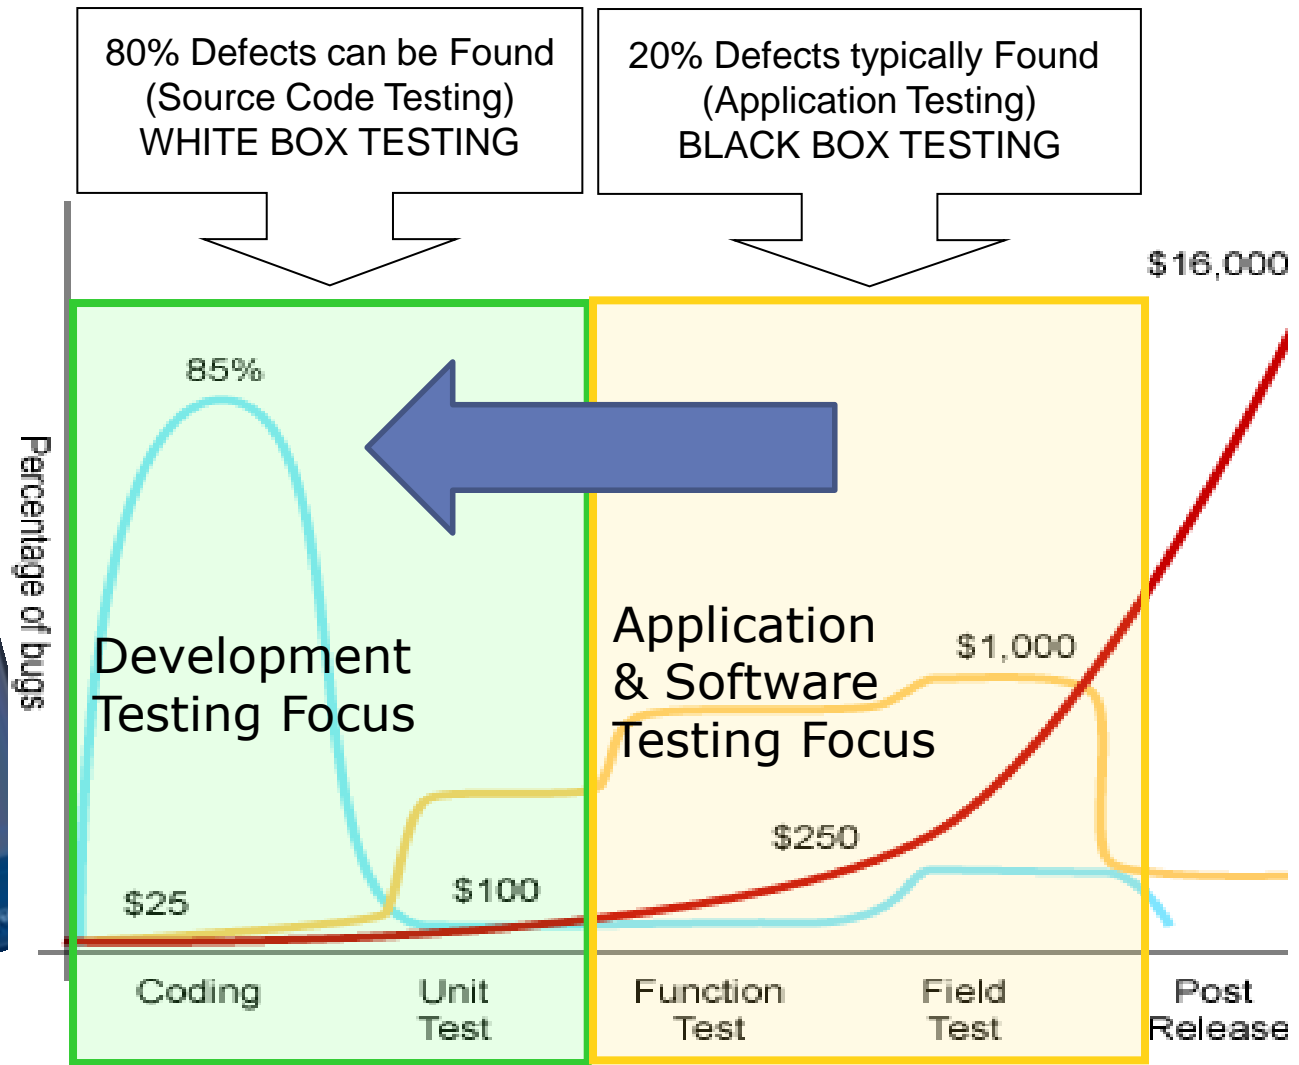 80% Defects can be Found
(Source Code Testing)
WHITE BOX TESTING
20% Defects typically Found
(Application Testing)
BLACK BOX TESTING
$16,000
85%
Percentage of bugs
Development
Testing Focus
Application
& Software
Testing Focus
$1,000
$250
$100
$25
Coding
Unit
Test
Function
Test
Field
Test
Post
Release